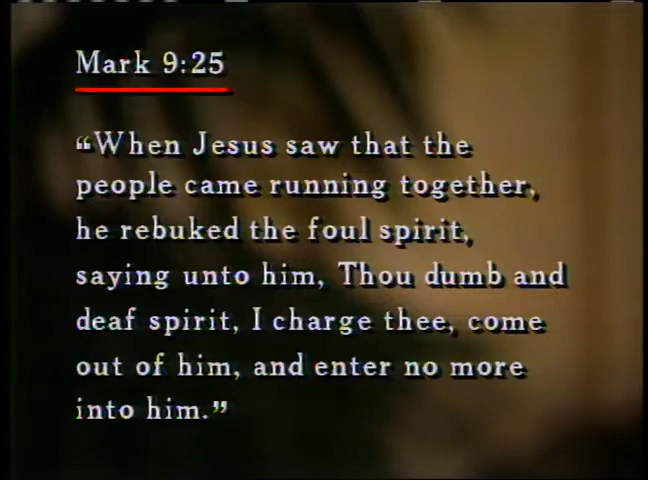 Mark 9:25
“When Jesus saw that the
people came running together,
he rebuked the foul spirit,
saying unto him, Thou dumb and
deaf spirit, I charge thee, come
out of him, and enter no more
into him.”